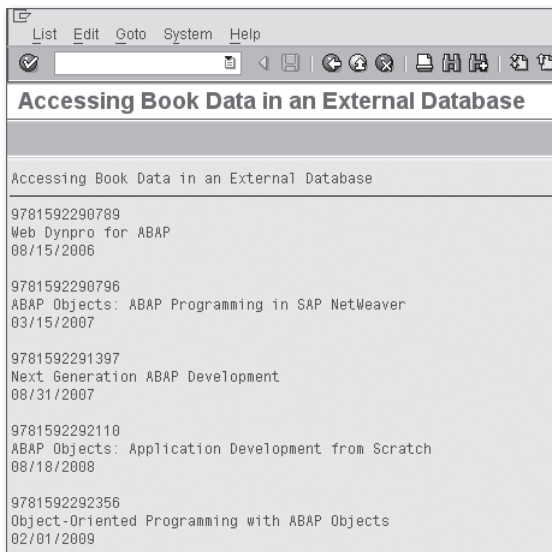 List Edit Goto System Help
Accessing Book Data in an External Database
Accessing Book Data in an External Database
9781592290789
Web Dynpro for ABAP
08/15/2006
9781592290796
ABAP Objects: ABAP Programming in SAP NetWeaver
03/15/2007
9781592291397
Next Generation ABAP Development
08/31/2007
9781592292110
ABAP Objects: Application Development from Scratch
08/18/2008
9781592292356
Object-Oriented Programming with ABAP Objects
02/01/2009